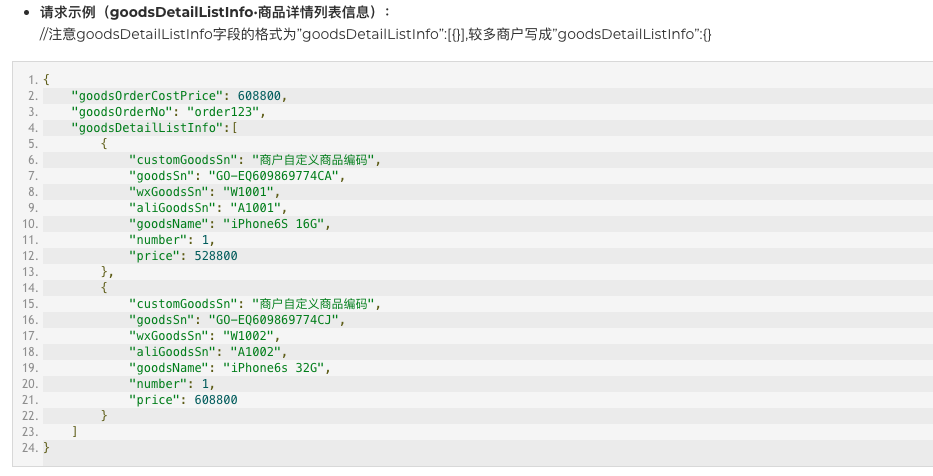 • 请求示例（goodsDetailListInfo·商品详情列表信息）：
//注意goodsDetailListInfo字段的格式为”goodsDetailListInfo”:[{}],较多商户写成”goodsDetailListInfo”:{}
1. {
2.     "goodsOrderCostPrice": 608800,
3.     "goodsOrderNo": "order123",
4.     "goodsDetailListInfo":[
5.         {
6.             "customGoodsSn": "商户自定义商品编码",
7.             "goodsSn": "GO-EQ609869774CA",
8.             "wxGoodsSn": "W1001",
9.             "aliGoodsSn": "A1001",
10.             "goodsName": "iPhone6S 16G",
11.             "number": 1,
12.             "price": 528800
13.         },
14.         {
15.             "customGoodsSn": "商户自定义商品编码",
16.             "goodsSn": "GO-EQ609869774CJ",
17.             "wxGoodsSn": "W1002",
18.             "aliGoodsSn": "A1002",
19.             "goodsName": "iPhone6s 32G",
20.             "number": 1,
21.             "price": 608800
22.         }
23.     ]
24. }